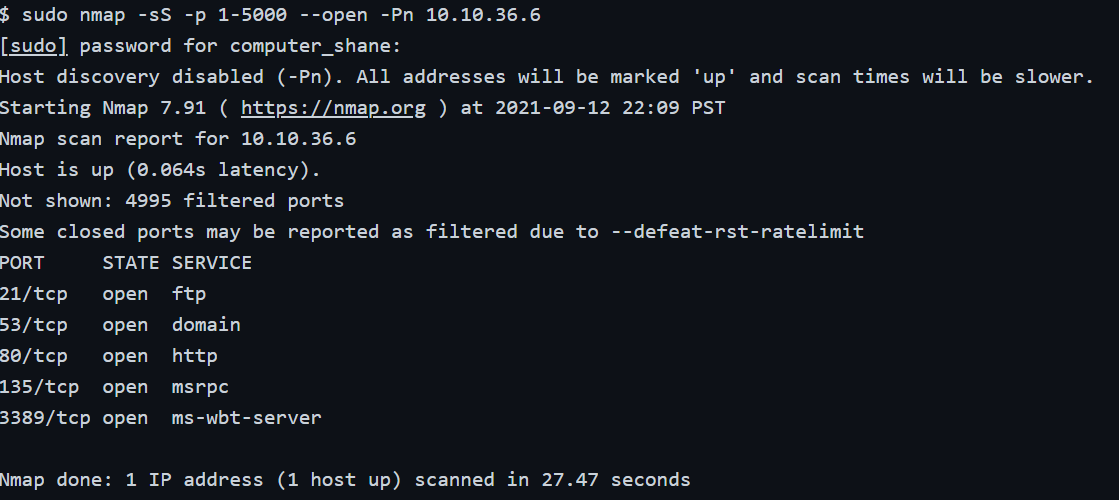 $ sudo nmap -sS -p 1-5000 --open -Pn 10.10.36.6
[sudo] password for computer_shane:
Host discovery disabled (-Pn). All addresses will be marked 'up' and scan times will be slower.
Starting Nmap 7.91 ( https://nmap.org ) at 2021-09-12 22:09 PST
Nmap scan report for 10.10.36.6
Host is up (0.064s latency).
Not shown: 4995 filtered ports
Some closed ports may be reported as filtered due to --defeat-rst-ratelimit
PORT     STATE SERVICE
21/tcp   open  ftp
53/tcp   open  domain
80/tcp   open  http
135/tcp  open  msrpc
3389/tcp open  ms-wbt-server
Nmap done: 1 IP address (1 host up) scanned in 27.47 seconds